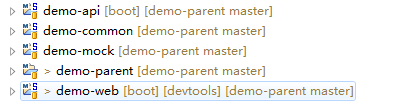 demo-api [boot] [demo-parent master]
demo-common [demo-parent master]
demo-mock [demo-parent master]
> demo-parent [demo-parent master]
> demo-web [boot] [devtools] [demo-parent master]